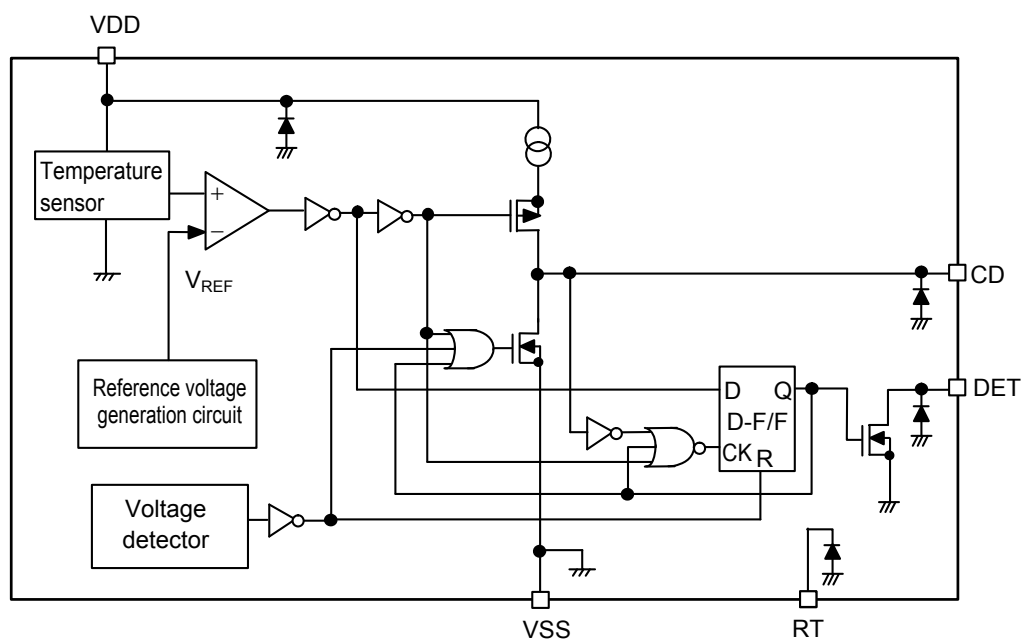 VDD
Temperature
sensor
+
−
VREF
CD
Reference voltage
generation circuit
D Q
D-F/F
CK R
DET
Voltage
detector
VSS
RT